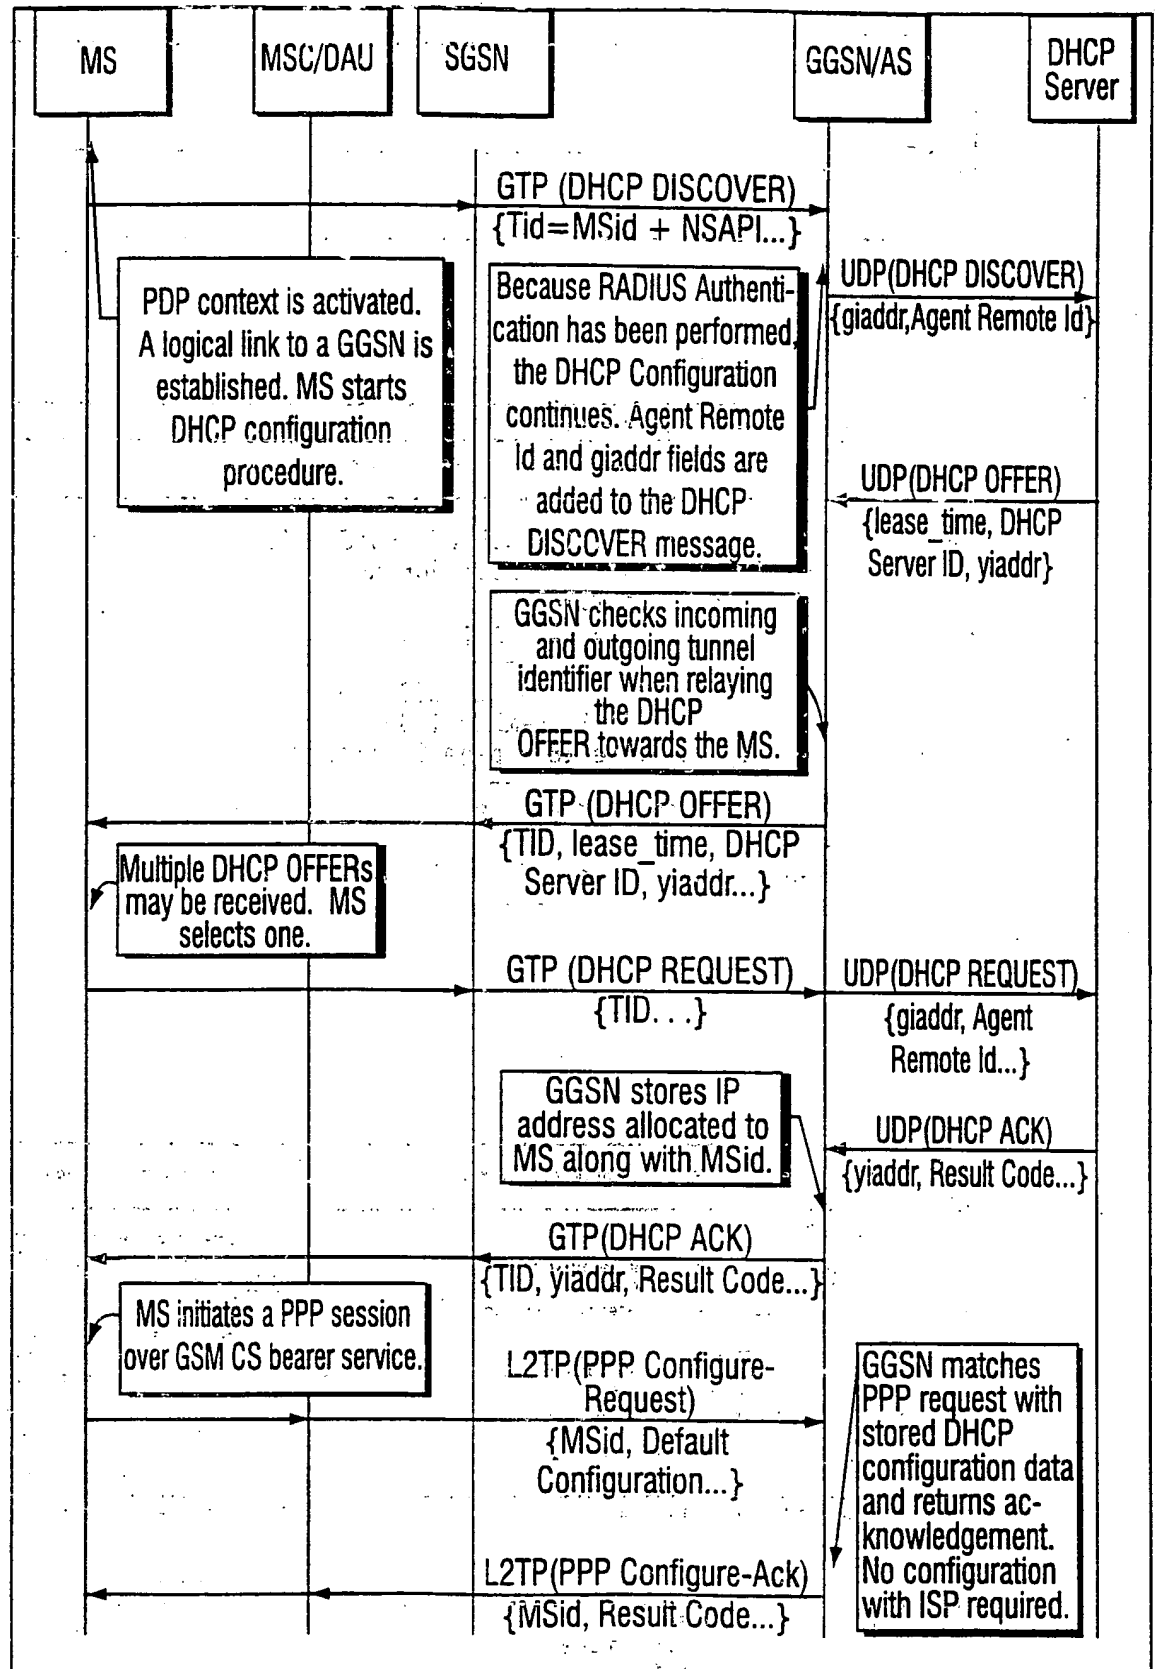 MS
MSC/DAU
SGSN
GGSN/AS
DHCP
Server
GTP (DHCP DISCOVER)
{Tid=MSid + NSAPI...}
PDP context is activated.
A logical link to a GGSN is
established. MS starts
DHCP configuration
procedure.
Because RADIUS Authenti-
cation has been performed,
the DHCP Configuration
continues. Agent Remote
Id and giaddr fields are
added to the DHCP
DISCOVER message.
UDP(DHCP DISCOVER)
{giaddr,Agent Remote Id}
UDP(DHCP OFFER)
{lease_time, DHCP
Server ID, yiaddr}
GGSN checks incoming
and outgoing tunnel
identifier when relaying
the DHCP
OFFER towards the MS.
GTP (DHCP OFFER)
{TID, lease_time, DHCP
Server ID, yiaddr...}
Multiple DHCP OFFERs
may be received. MS
selects one.
GTP (DHCP REQUEST)
{TID. . .}
UDP(DHCP REQUEST)
{giaddr, Agent
Remote Id...}
GGSN stores IP
address allocated to
MS along with MSid.
UDP(DHCP ACK)
{yiaddr, Result Code...}
GTP(DHCP ACK)
{TID, yiaddr, Result Code...}
MS initiates a PPP session
over GSM CS bearer service.
L2TP(PPP Configure-
Request)
{MSid, Default
Configuration...}
GGSN matches
PPP request with
stored DHCP
configuration data
and returns ac-
knowledgement.
No configuration
with ISP required.
L2TP(PPP Configure-Ack)
{MSid, Result Code...}